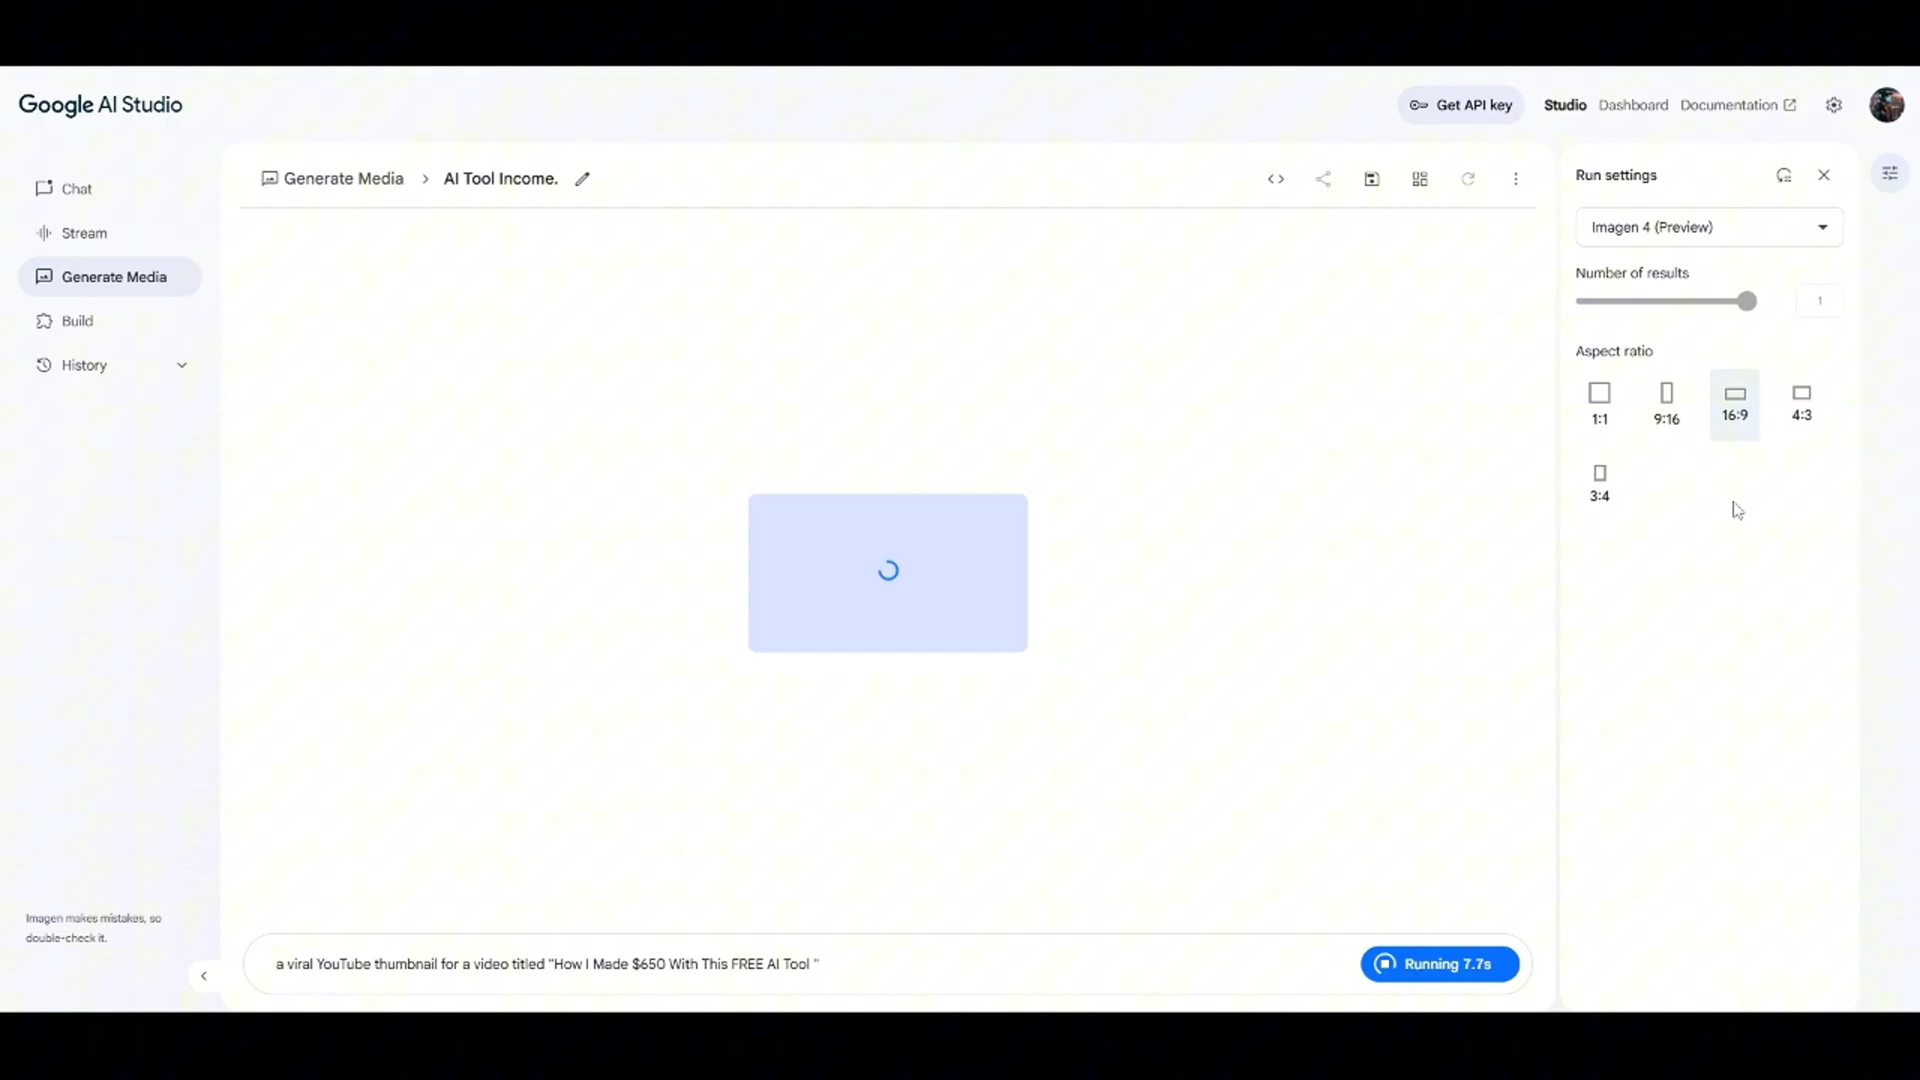 Google AI Studio
Get API key
Studio
Dashboard
Documentation
Chat
Stream
Generate Media
Build
History
Generate Media > AI Tool Income.
Run settings
Imagen 4 (Preview)
Number of results
1
Aspect ratio
1:1
9:16
16:9
4:3
3:4
Imagen makes mistakes, so
double-check it.
a viral YouTube thumbnail for a video titled "How I Made $650 With This FREE AI Tool "
Running 7.7s